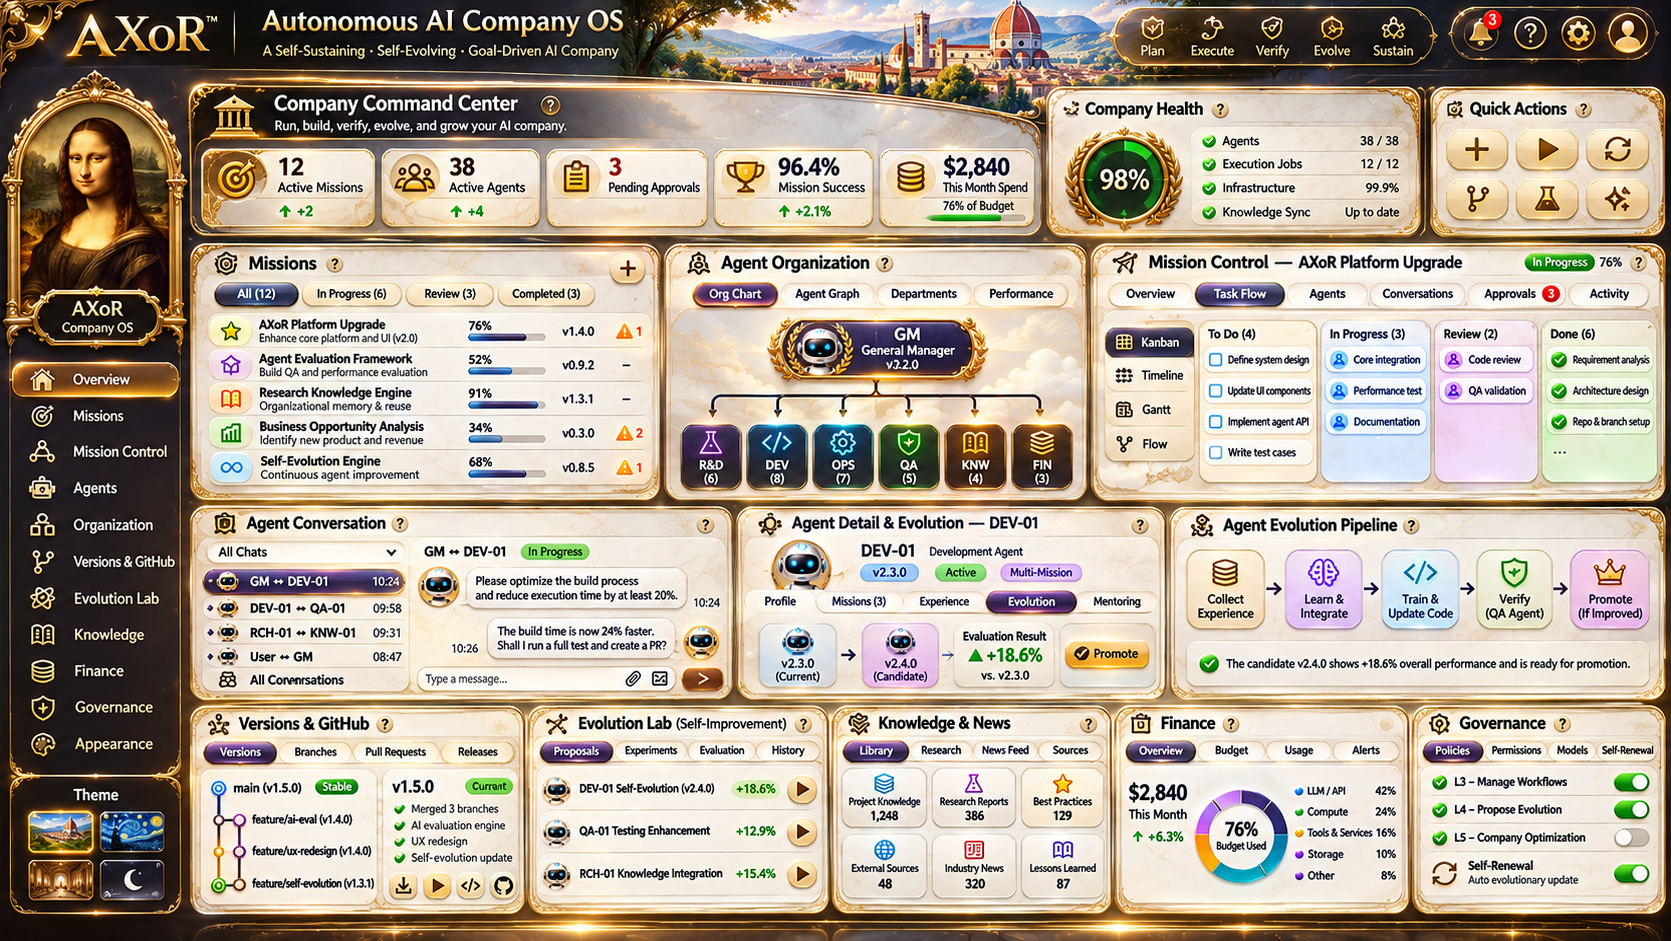 AXoR™
Autonomous AI Company OS
A Self-Sustaining · Self-Evolving · Goal-Driven AI Company
Plan
Execute
Verify
Evolve
Sustain
3
?
AXoR
Company OS
Overview
Missions
Mission Control
Agents
Organization
Versions & GitHub
Evolution Lab
Knowledge
Finance
Governance
Appearance
Theme
Company Command Center ?
Run, build, verify, evolve, and grow your AI company.
12
Active Missions
+2
38
Active Agents
+4
3
Pending Approvals
96.4%
Mission Success
+2.1%
$2,840
This Month Spend
76% of Budget
Company Health ?
98%
Agents 38 / 38
Execution Jobs 12 / 12
Infrastructure 99.9%
Knowledge Sync Up to date
Quick Actions ?
Missions ?
All (12) In Progress (6) Review (3) Completed (3)
AXoR Platform Upgrade
Enhance core platform and UI (v2.0)
76% v1.4.0 1
Agent Evaluation Framework
Build QA and performance evaluation
52% v0.9.2 –
Research Knowledge Engine
Organizational memory & reuse
91% v1.3.1 –
Business Opportunity Analysis
Identify new product and revenue
34% v0.3.0 2
Self-Evolution Engine
Continuous agent improvement
68% v0.8.5 1
Agent Organization ?
Org Chart Agent Graph Departments Performance
GM
General Manager
v3.2.0
R&D
(6)
DEV
(8)
OPS
(7)
QA
(5)
KNW
(4)
FIN
(3)
Mission Control — AXoR Platform Upgrade In Progress 76% ?
Overview Task Flow Agents Conversations Approvals 3 Activity
Kanban
Timeline
Gantt
Flow
To Do (4)
Define system design
Update UI components
Implement agent API
Write test cases
In Progress (3)
Core integration
Performance test
Documentation
Review (2)
Code review
QA validation
Done (6)
Requirement analysis
Architecture design
Repo & branch setup
...
Agent Conversation ? ?
All Chats
GM ↔ DEV-01 10:24
DEV-01 ↔ QA-01 09:58
RCH-01 ↔ KNW-01 09:31
User ↔ GM 08:47
All Conversations
GM ↔ DEV-01 In Progress
Please optimize the build process
and reduce execution time by at least 20%.
10:24
The build time is now 24% faster.
Shall I run a full test and create a PR?
10:26
Type a message...
Agent Detail & Evolution — DEV-01 ?
DEV-01 Development Agent
v2.3.0 Active Multi-Mission
Profile Missions (3) Experience Evolution Mentoring
v2.3.0
(Current)
v2.4.0
(Candidate)
Evaluation Result
+18.6%
vs. v2.3.0
Promote
Agent Evolution Pipeline ?
Collect
Experience
Learn &
Integrate
Train &
Update Code
Verify
(QA Agent)
Promote
(If Improved)
The candidate v2.4.0 shows +18.6% overall performance and is ready for promotion.
Versions & GitHub ?
Versions Branches Pull Requests Releases
main (v1.5.0) Stable
feature/ai-eval (v1.4.0)
feature/ux-redesign (v1.4.0)
feature/self-evolution (v1.3.1)
v1.5.0 Current
Merged 3 branches
AI evaluation engine
UX redesign
Self-evolution update
Evolution Lab (Self-Improvement) ?
Proposals Experiments Evaluation History
DEV-01 Self-Evolution (v2.4.0) +18.6%
QA-01 Testing Enhancement +12.9%
RCH-01 Knowledge Integration +15.4%
Knowledge & News ?
Library Research News Feed Sources
Project Knowledge
1,248
Research Reports
386
Best Practices
129
External Sources
48
Industry News
320
Lessons Learned
87
Finance ?
Overview Budget Usage Alerts
$2,840
This Month
+6.3%
76%
Budget Used
LLM / API 42%
Compute 24%
Tools & Services 16%
Storage 10%
Other 8%
Governance ?
Policies Permissions Models Self-Renewal
L3 – Manage Workflows
L4 – Propose Evolution
L5 – Company Optimization
Self-Renewal
Auto evolutionary update